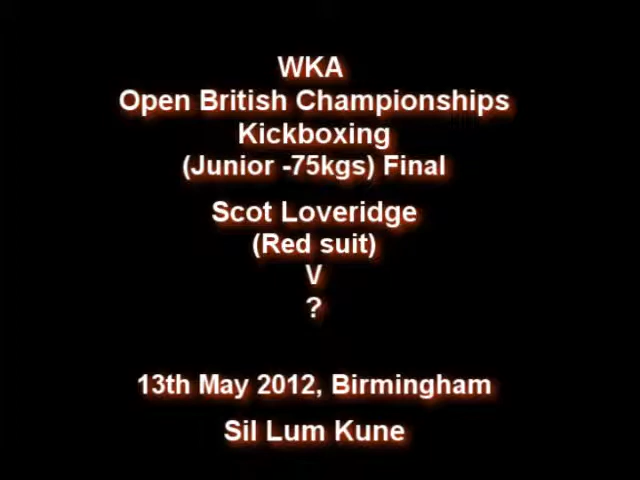 WKA
Open British Championships
Kickboxing
(Junior -75kgs) Final
Scot Loveridge
(Red suit)
V
?
13th May 2012, Birmingham
Sil Lum Kune